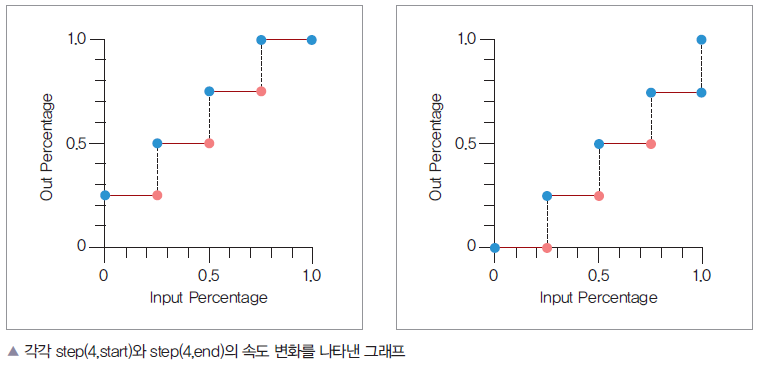 1.0
0.5
0
Out Percentage
0 0.5 1.0
Input Percentage
1.0
0.5
0
Out Percentage
0 0.5 1.0
Input Percentage
▲ 각각 step(4,start)와 step(4,end)의 속도 변화를 나타낸 그래프